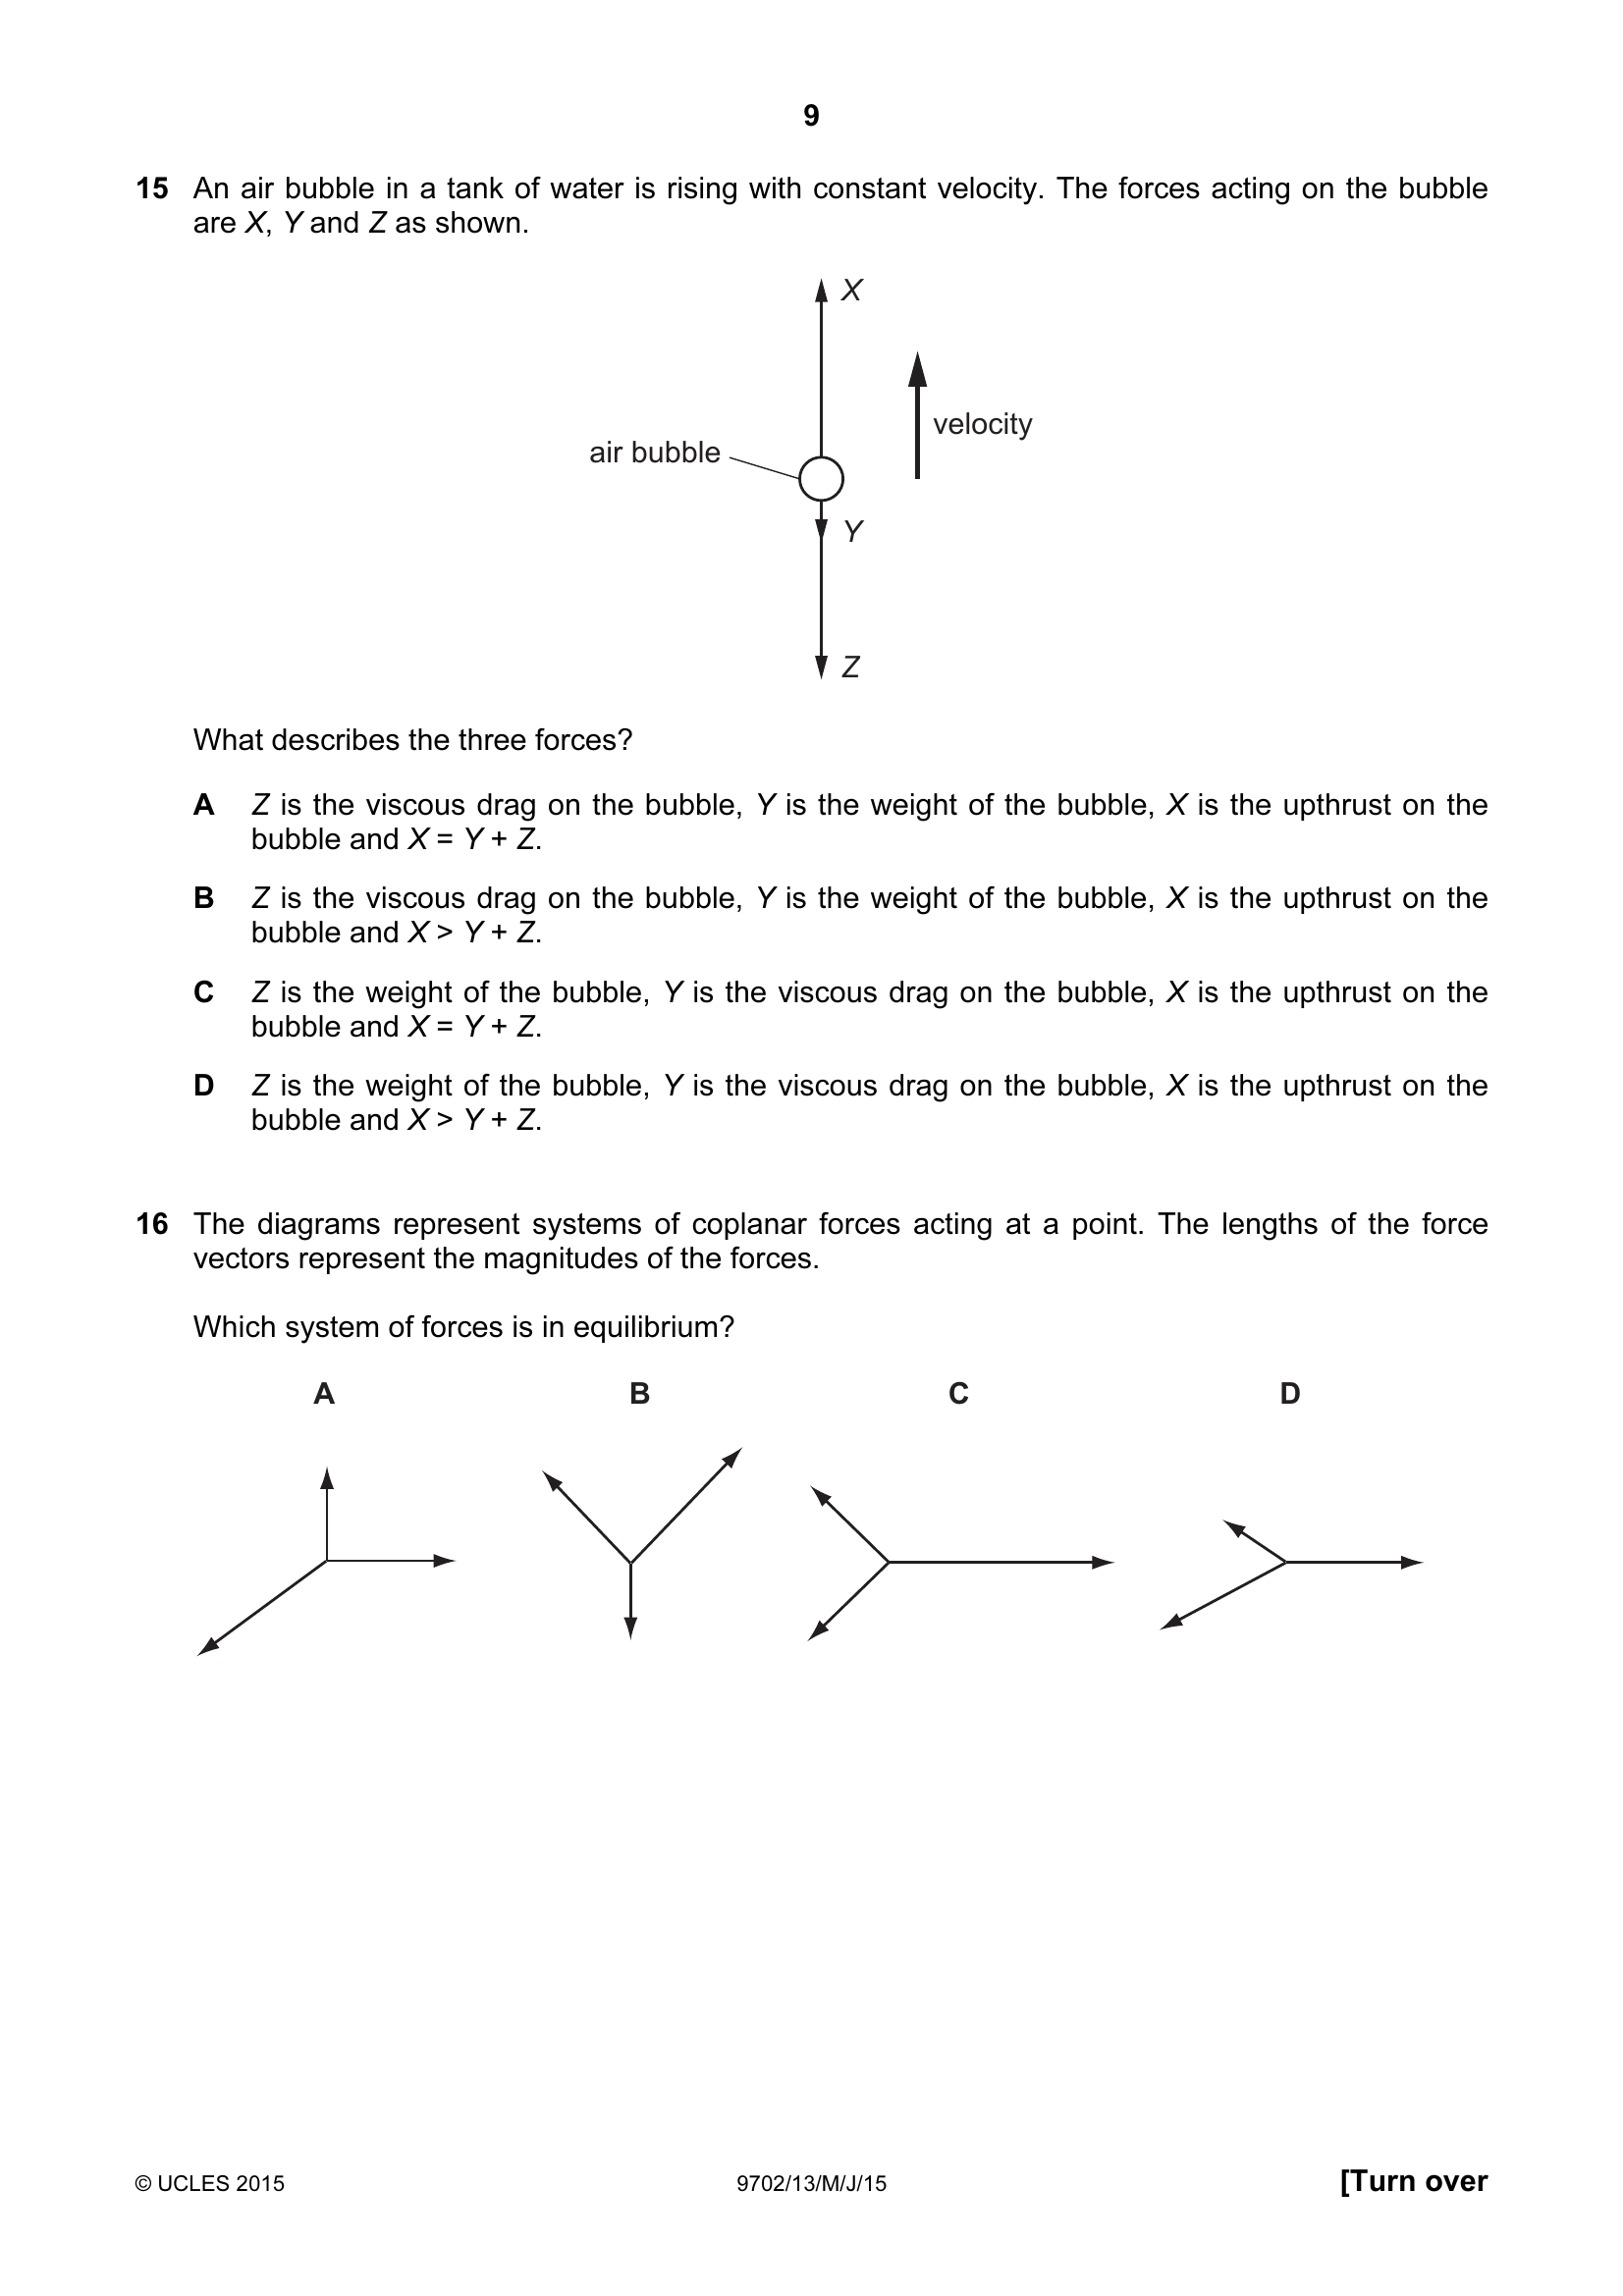 9
15 An air bubble in a tank of water is rising with constant velocity. The forces acting on the bubble
are X, Y and Z as shown.
X
velocity
air bubble
Y
Z
What describes the three forces?
A Z is the viscous drag on the bubble, Y is the weight of the bubble, X is the upthrust on the
bubble and X = Y + Z.
B Z is the viscous drag on the bubble, Y is the weight of the bubble, X is the upthrust on the
bubble and X > Y + Z.
C Z is the weight of the bubble, Y is the viscous drag on the bubble, X is the upthrust on the
bubble and X = Y + Z.
D Z is the weight of the bubble, Y is the viscous drag on the bubble, X is the upthrust on the
bubble and X > Y + Z.
16 The diagrams represent systems of coplanar forces acting at a point. The lengths of the force
vectors represent the magnitudes of the forces.
Which system of forces is in equilibrium?
A B C D
© UCLES 2015 9702/13/M/J/15 [Turn over